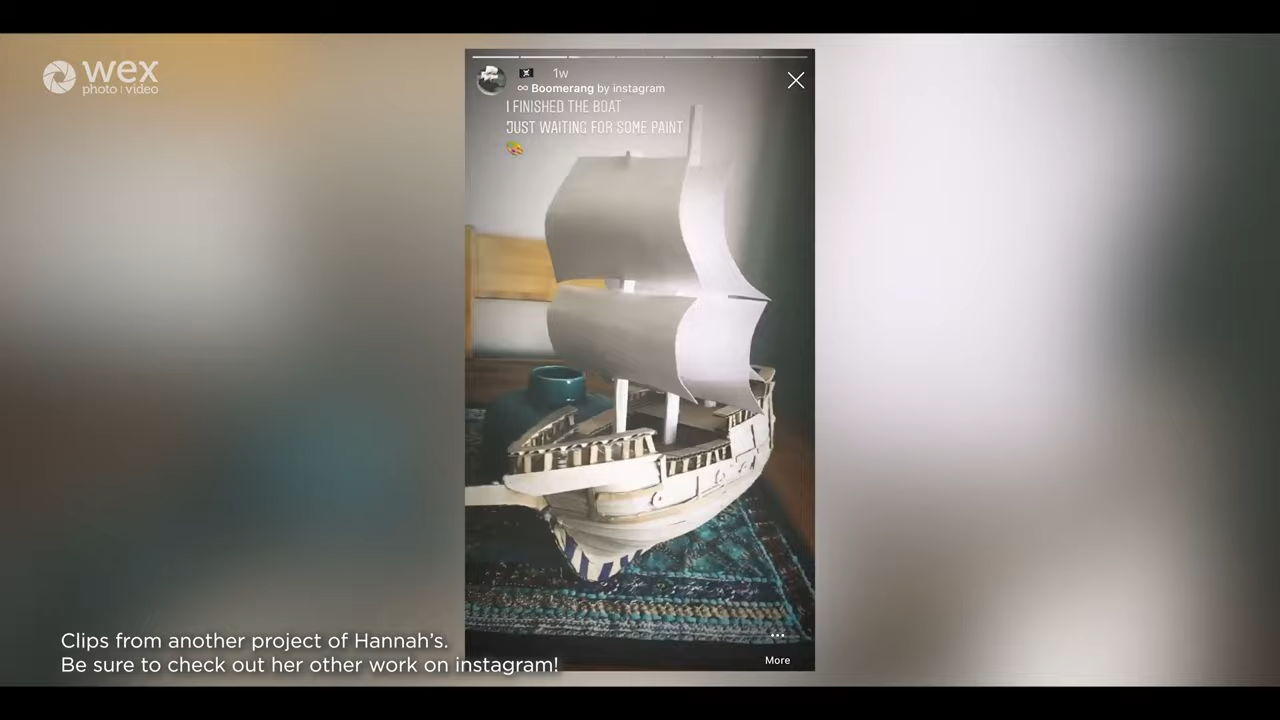 wex
photo | video
1w
∞ Boomerang by instagram
I FINISHED THE BOAT
JUST WAITING FOR SOME PAINT
Clips from another project of Hannah's.
Be sure to check out her other work on instagram!
More